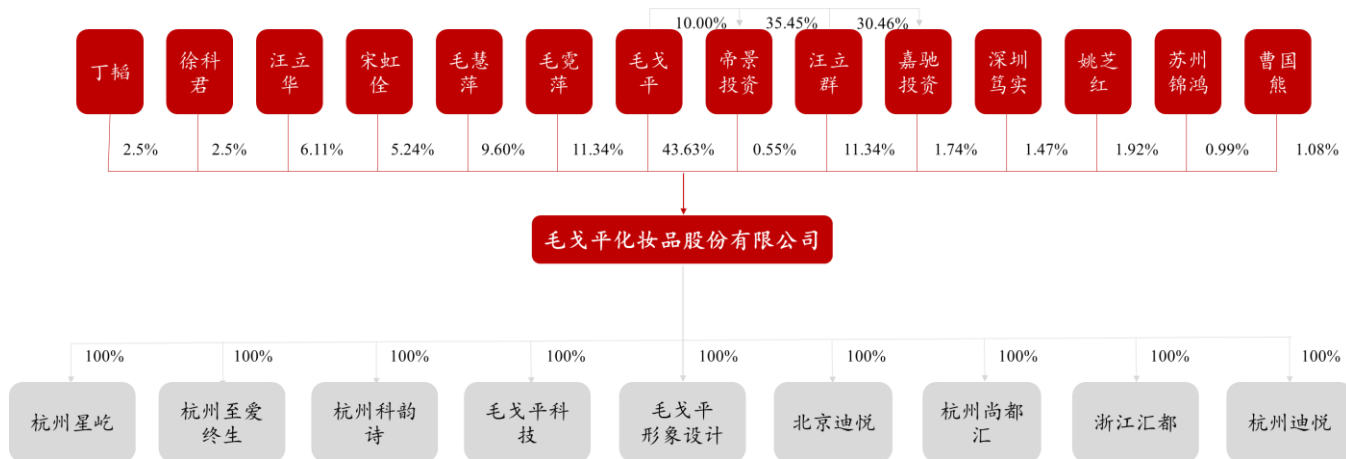 10.00% 35.45% 30.46%
丁韬 徐科君 汪立华 宋虹佺 毛慧萍 毛霓萍 毛戈平 帝景投资 汪立群 嘉驰投资 深圳笃实 姚芝红 苏州锦鸿 曹国熊
2.5% 2.5% 6.11% 5.24% 9.60% 11.34% 43.63% 0.55% 11.34% 1.74% 1.47% 1.92% 0.99% 1.08%
毛戈平化妆品股份有限公司
100% 100% 100% 100% 100% 100% 100% 100% 100%
杭州星屹 杭州至爱终生 杭州科韵诗 毛戈平科技 毛戈平形象设计 北京迪悦 杭州尚都汇 浙江汇都 杭州迪悦